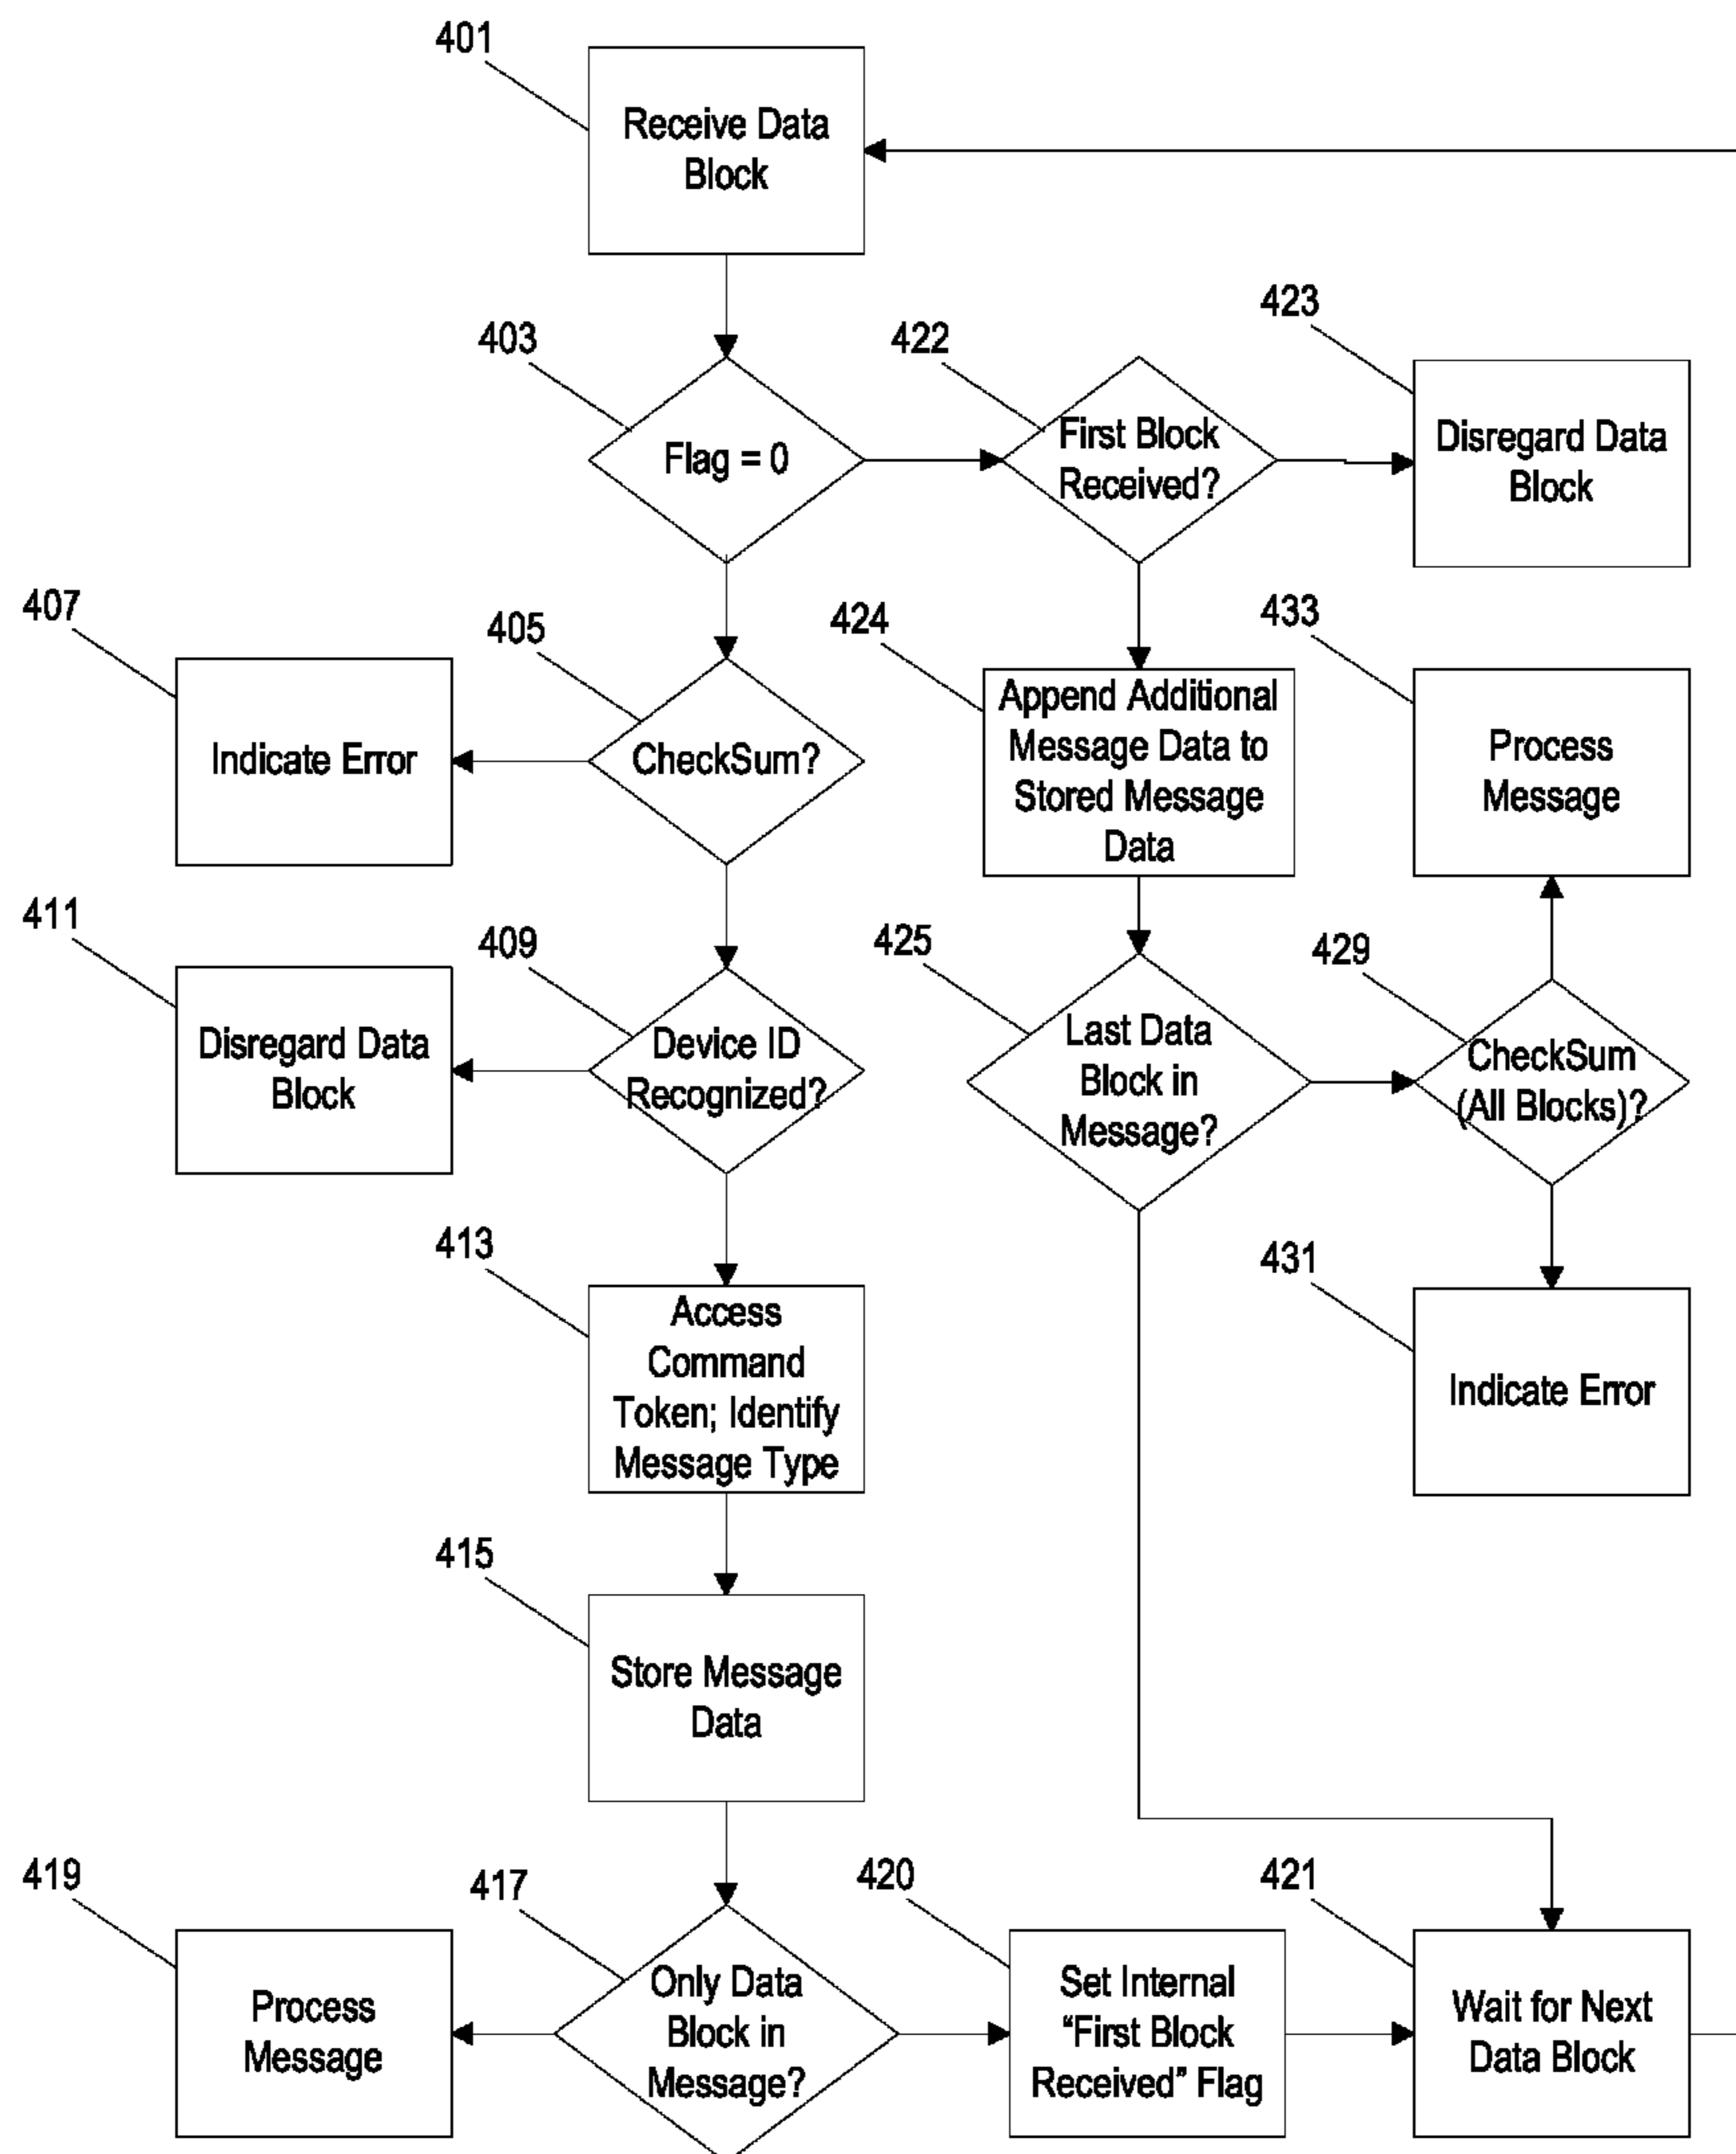 401
Receive Data
Block
403
Flag = 0
422
First Block
Received?
423
Disregard Data
Block
407
Indicate Error
405
CheckSum?
424
Append Additional
Message Data to
Stored Message
Data
433
Process
Message
411
Disregard Data
Block
409
Device ID
Recognized?
425
Last Data
Block in
Message?
429
CheckSum
(All Blocks)?
413
Access
Command
Token; Identify
Message Type
431
Indicate Error
415
Store Message
Data
419
Process
Message
417
Only Data
Block in
Message?
420
Set Internal
“First Block
Received” Flag
421
Wait for Next
Data Block